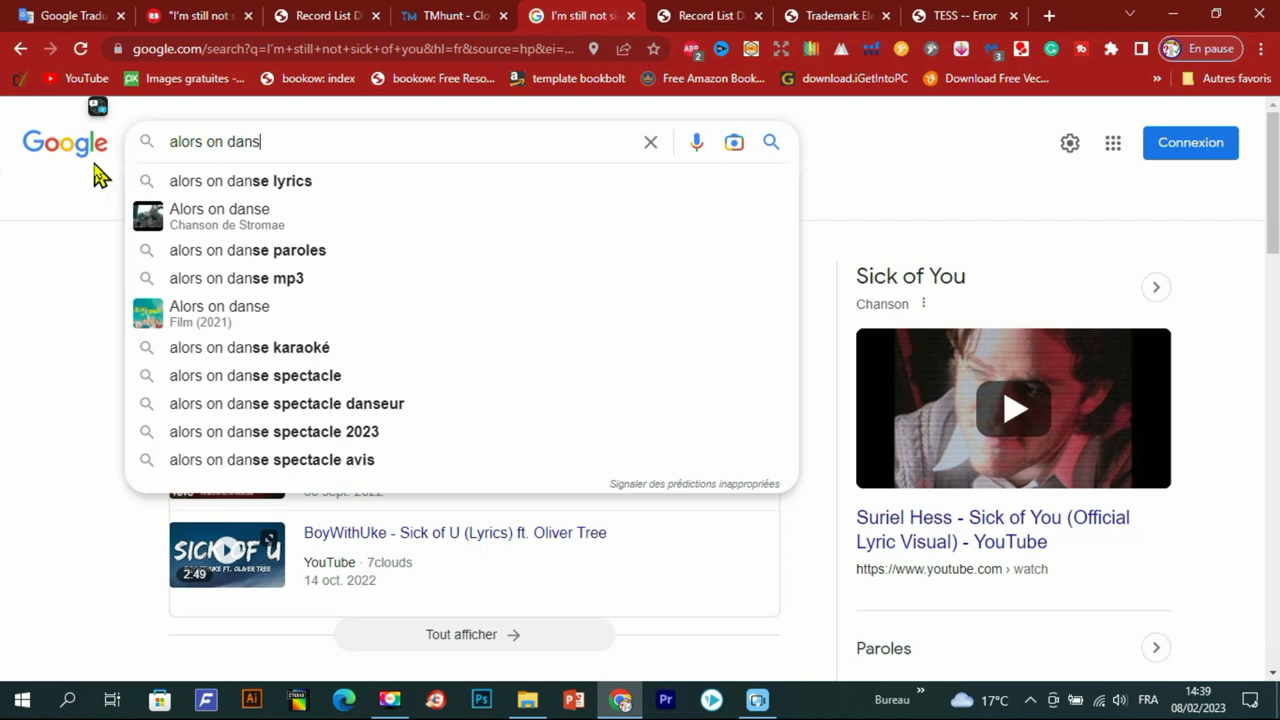 Google Tradu
"I'm still not s
Record List D
TMhunt - Clo
I'm still not si
Record List D
Trademark Ele
TESS -- Error
google.com/search?q=I'm+still+not+sick+of+you&hl=fr&source=hp&ei=...
2
3
En pause
YouTube
Images gratuites -...
bookow: index
bookow: Free Reso...
template bookbolt
Free Amazon Book...
download.iGetIntoPC
Download Free Vec...
»
Autres favoris
Google
alors on dans
Connexion
alors on danse lyrics
Alors on danse
Chanson de Stromae
alors on danse paroles
alors on danse mp3
Alors on danse
Film (2021)
alors on danse karaoké
alors on danse spectacle
alors on danse spectacle danseur
alors on danse spectacle 2023
alors on danse spectacle avis
Signaler des prédictions inappropriées
Sick of You
Chanson
Suriel Hess - Sick of You (Official
Lyric Visual) - YouTube
https://www.youtube.com › watch
Paroles
SICK OF U
2:49
BoyWithUke - Sick of U (Lyrics) ft. Oliver Tree
YouTube · 7clouds
14 oct. 2022
Tout afficher
Bureau
17°C
FRA
14:39
08/02/2023